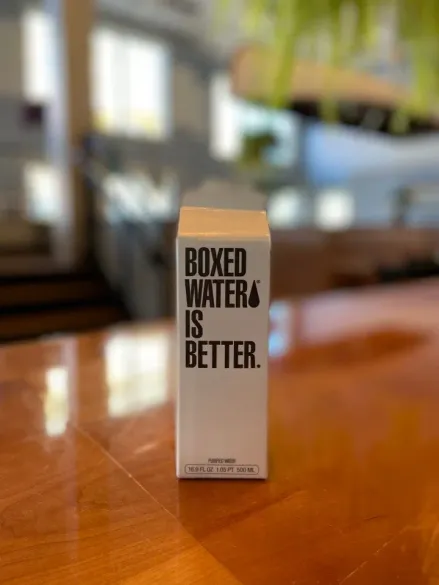 BOXED
WATER
IS
BETTER.
PURIFIED WATER
16.9 FL OZ 1.05 PT 500 ML